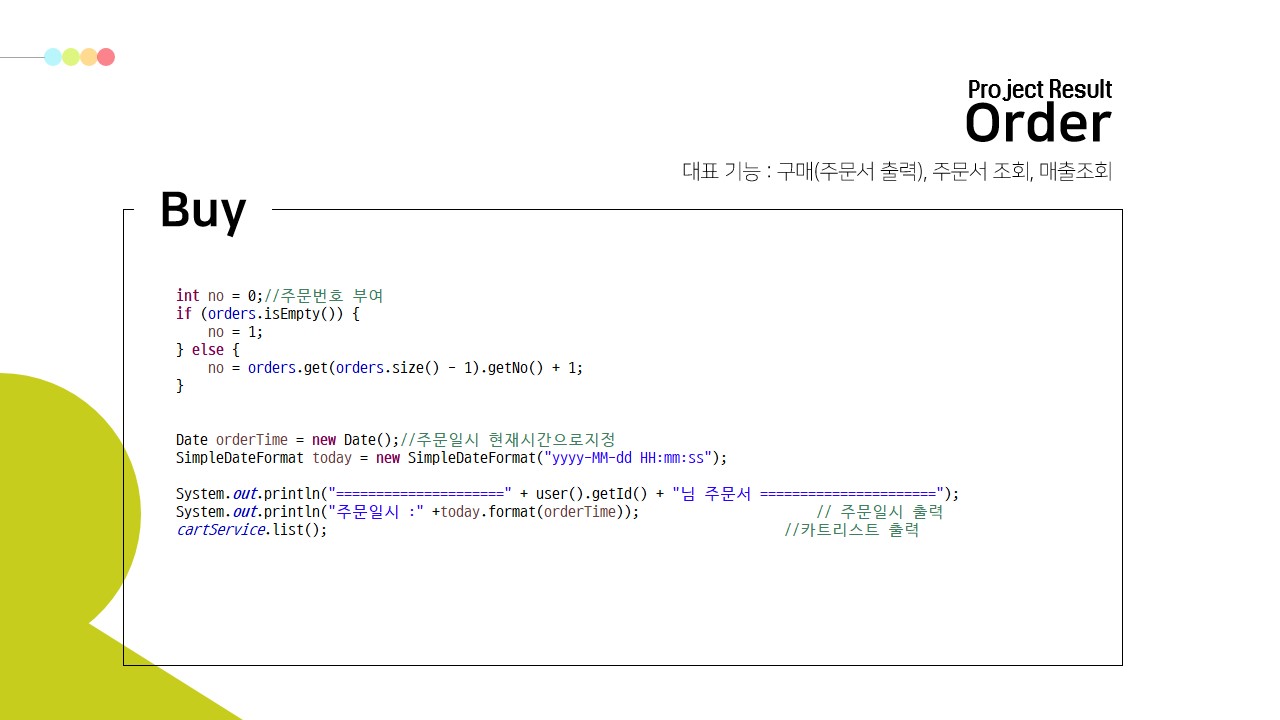 Project Result
Order
대표 기능 : 구매(주문서 출력), 주문서 조회, 매출조회
Buy
int no = 0;//주문번호 부여
if (orders.isEmpty()) {
    no = 1;
} else {
    no = orders.get(orders.size() - 1).getNo() + 1;
}
Date orderTime = new Date();//주문일시 현재시간으로지정
SimpleDateFormat today = new SimpleDateFormat("yyyy-MM-dd HH:mm:ss");
System.out.println("=====================" + user().getId() + "님 주문서 ======================");
System.out.println("주문일시 :" +today.format(orderTime)); // 주문일시 출력
cartService.list(); //카트리스트 출력